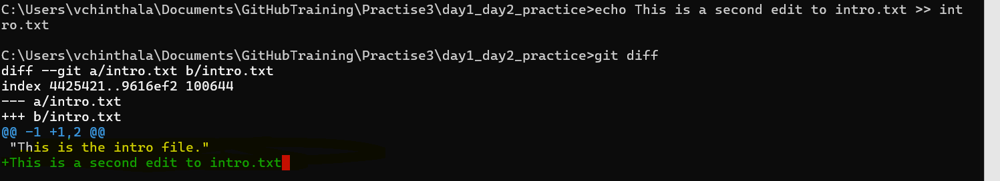 C:\Users\vchinthala\Documents\GitHubTraining\Practise3\day1_day2_practice>echo This is a second edit to intro.txt >> int
ro.txt
C:\Users\vchinthala\Documents\GitHubTraining\Practise3\day1_day2_practice>git diff
diff --git a/intro.txt b/intro.txt
index 4425421..9616ef2 100644
--- a/intro.txt
+++ b/intro.txt
@@ -1 +1,2 @@
 "This is the intro file."
+This is a second edit to intro.txt